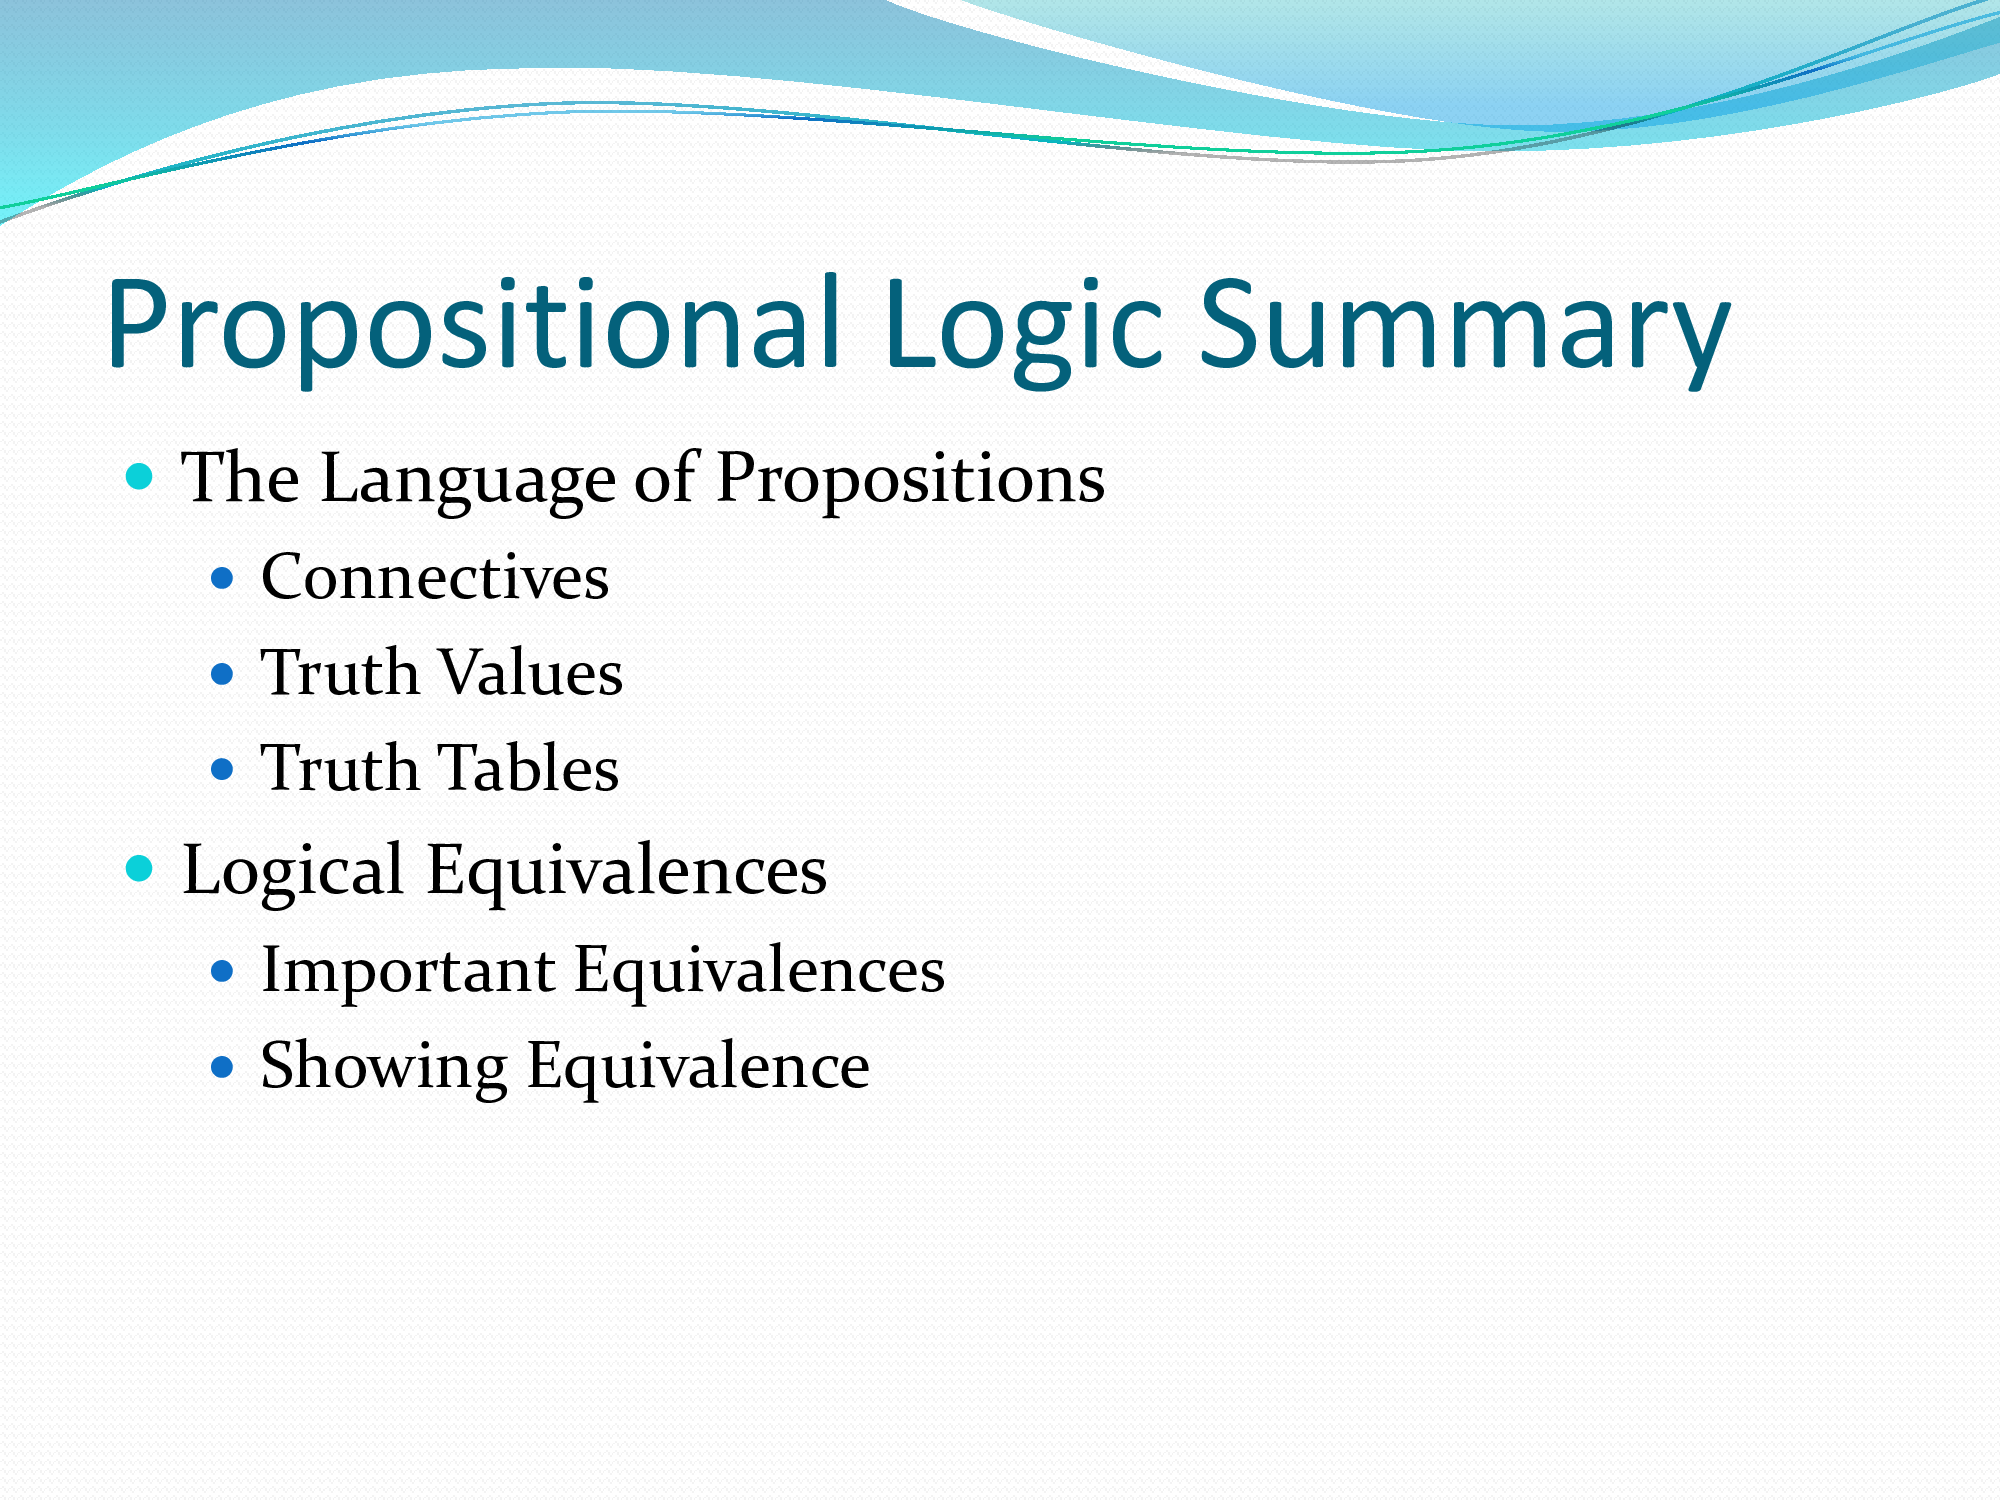 Propositional Logic Summary
• The Language of Propositions
• Connectives
• Truth Values
• Truth Tables
• Logical Equivalences
• Important Equivalences
• Showing Equivalence